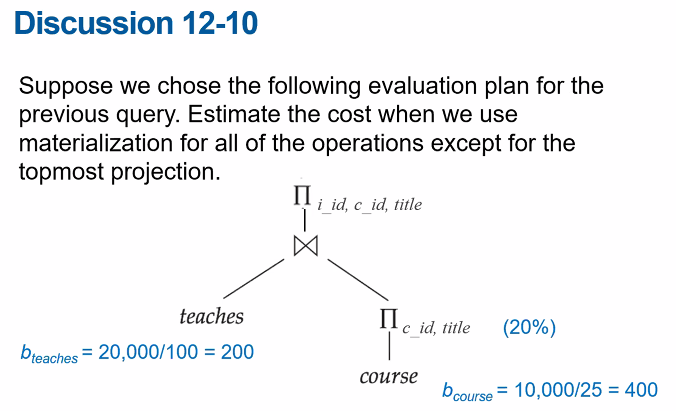 Discussion 12-10
Suppose we chose the following evaluation plan for the
previous query. Estimate the cost when we use
materialization for all of the operations except for the
topmost projection.
∏ i_id, c_id, title
⋈
teaches
∏ c_id, title (20%)
b_teaches = 20,000/100 = 200
course
b_course = 10,000/25 = 400